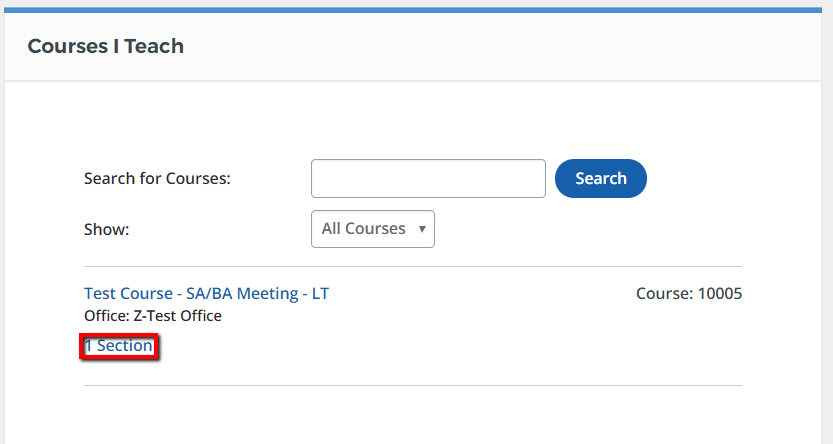 Courses I Teach
Search for Courses:
Search
Show:
All Courses
Test Course - SA/BA Meeting - LT
Course: 10005
Office: Z-Test Office
1 Section